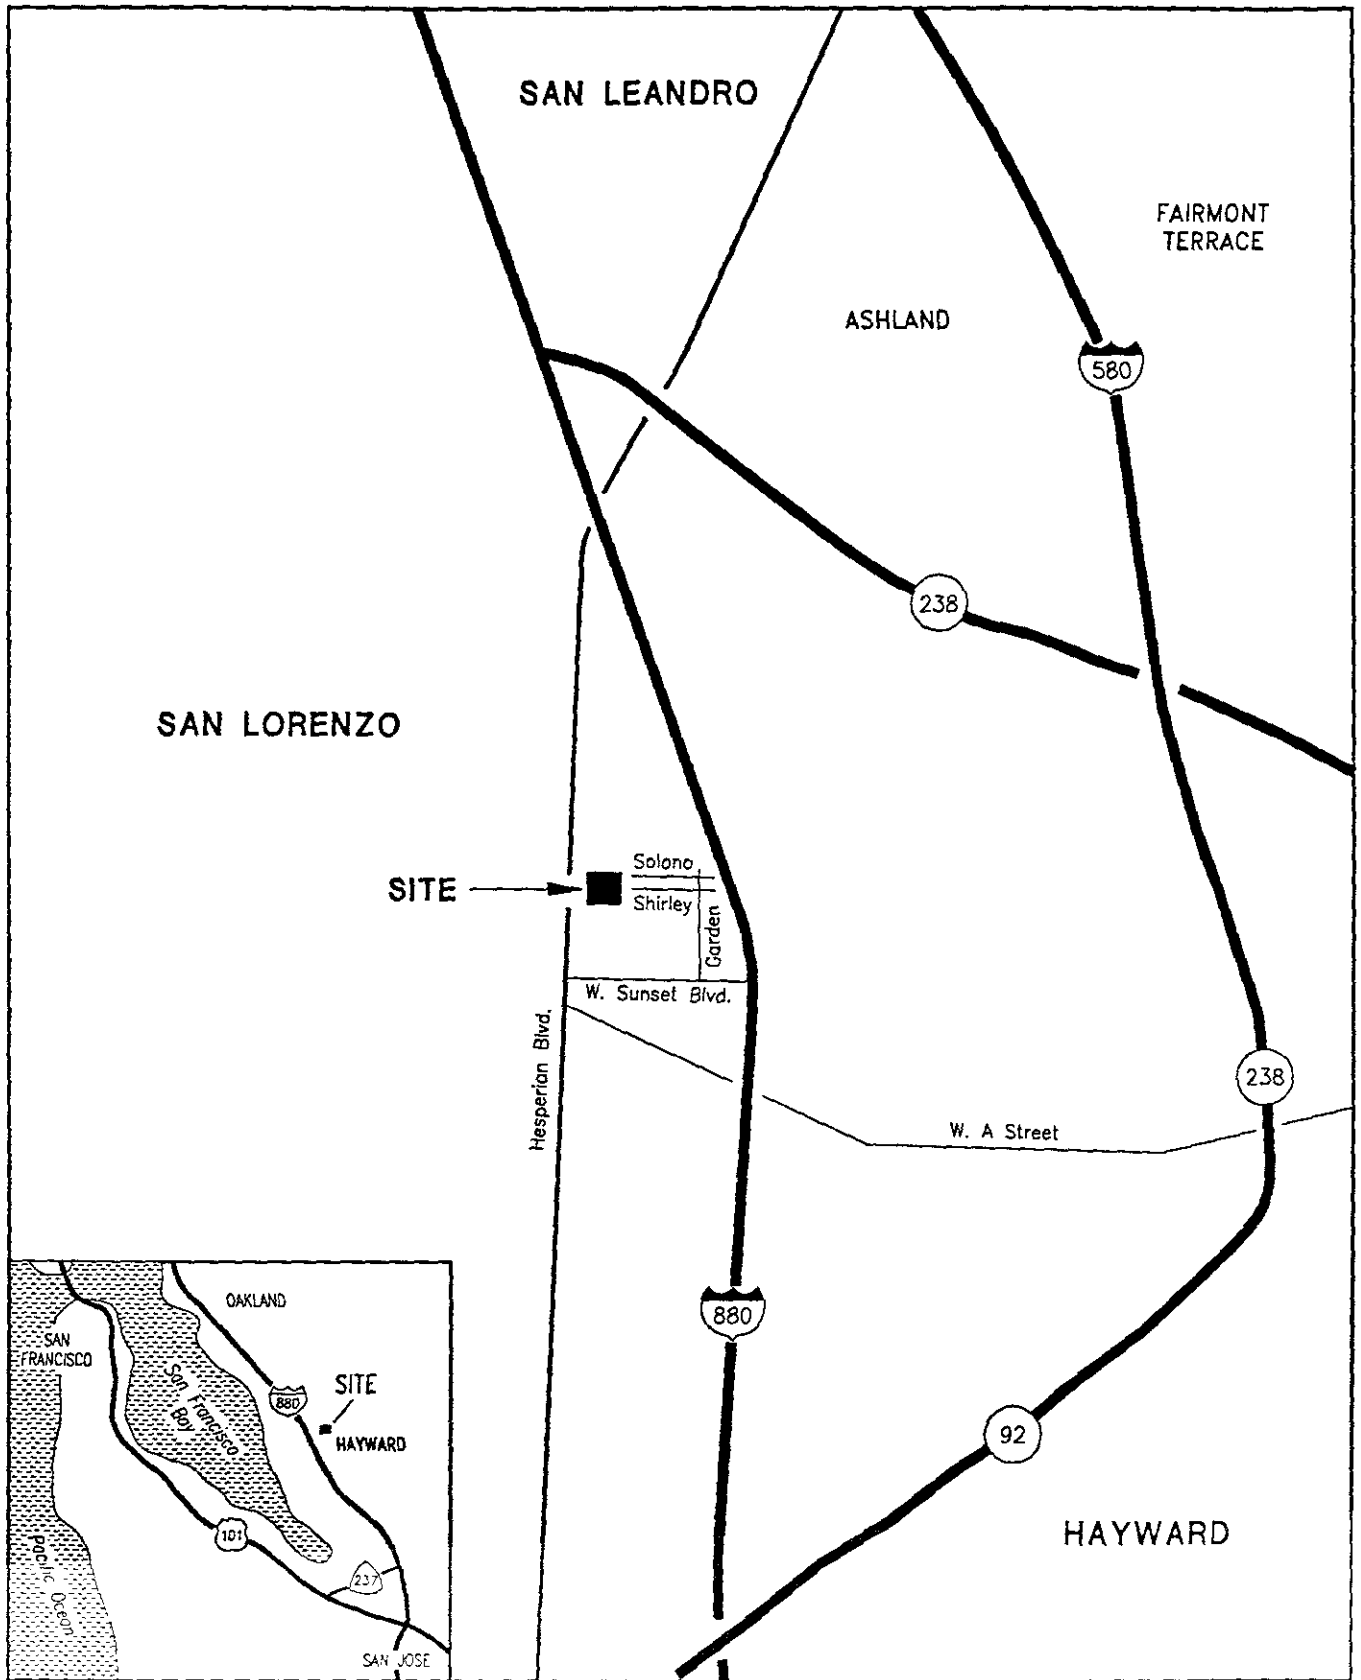 SAN LEANDRO
FAIRMONT
TERRACE
ASHLAND
580
238
SAN LORENZO
SITE
Solono
Shirley
Garden
W. Sunset Blvd.
Hesperian Blvd.
238
W. A Street
880
92
HAYWARD
OAKLAND
SAN
FRANCISCO
San Francisco
Bay
880
SITE
HAYWARD
101
237
Pacific Ocean
SAN JOSE